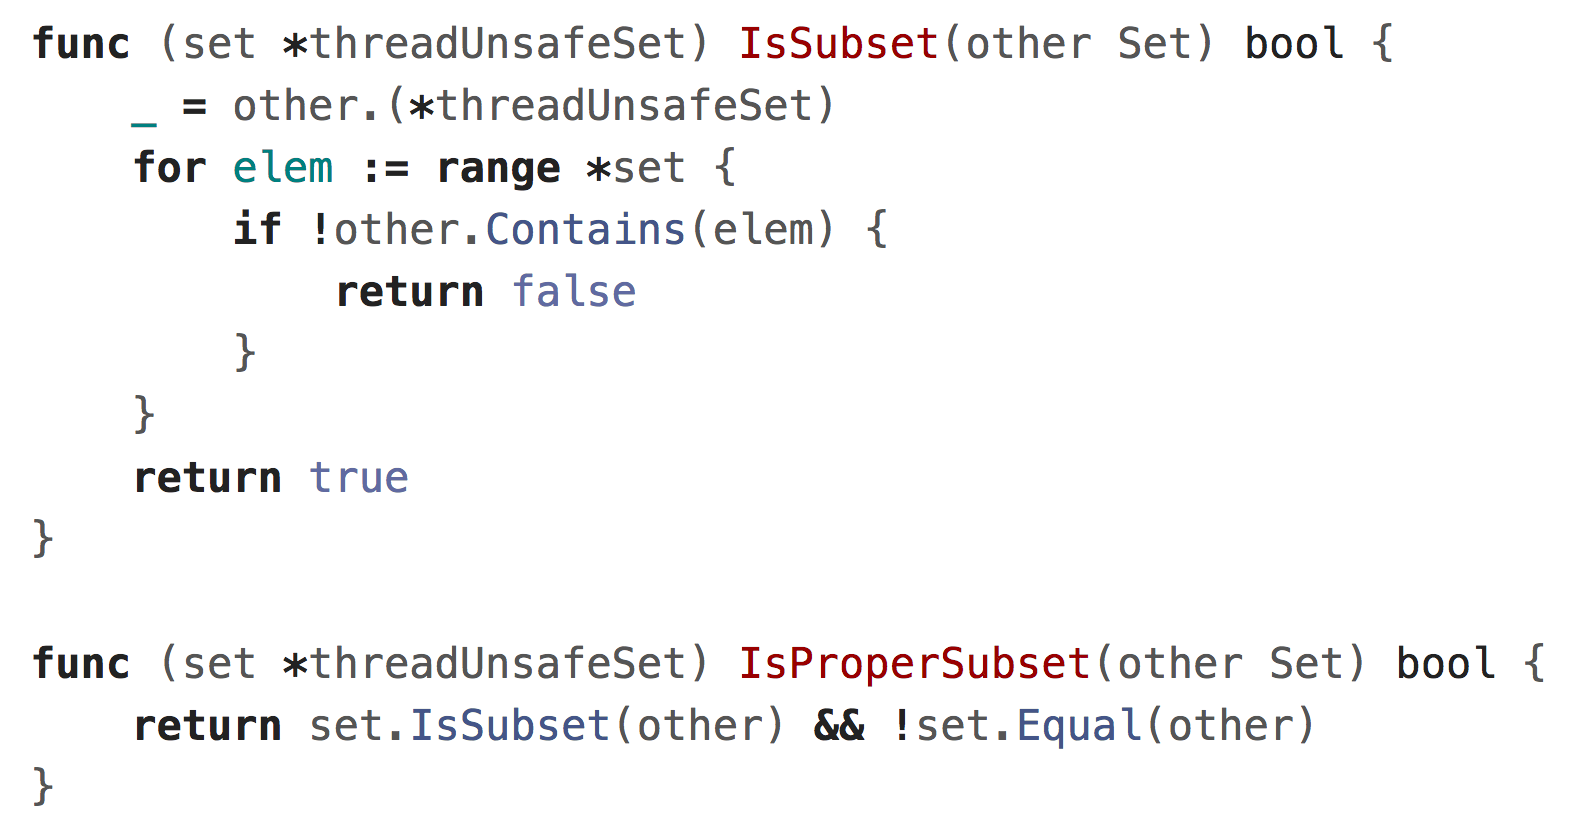 func (set *threadUnsafeSet) IsSubset(other Set) bool {
    _ = other.(*threadUnsafeSet)
    for elem := range *set {
        if !other.Contains(elem) {
            return false
        }
    }
    return true
}

func (set *threadUnsafeSet) IsProperSubset(other Set) bool {
    return set.IsSubset(other) && !set.Equal(other)
}